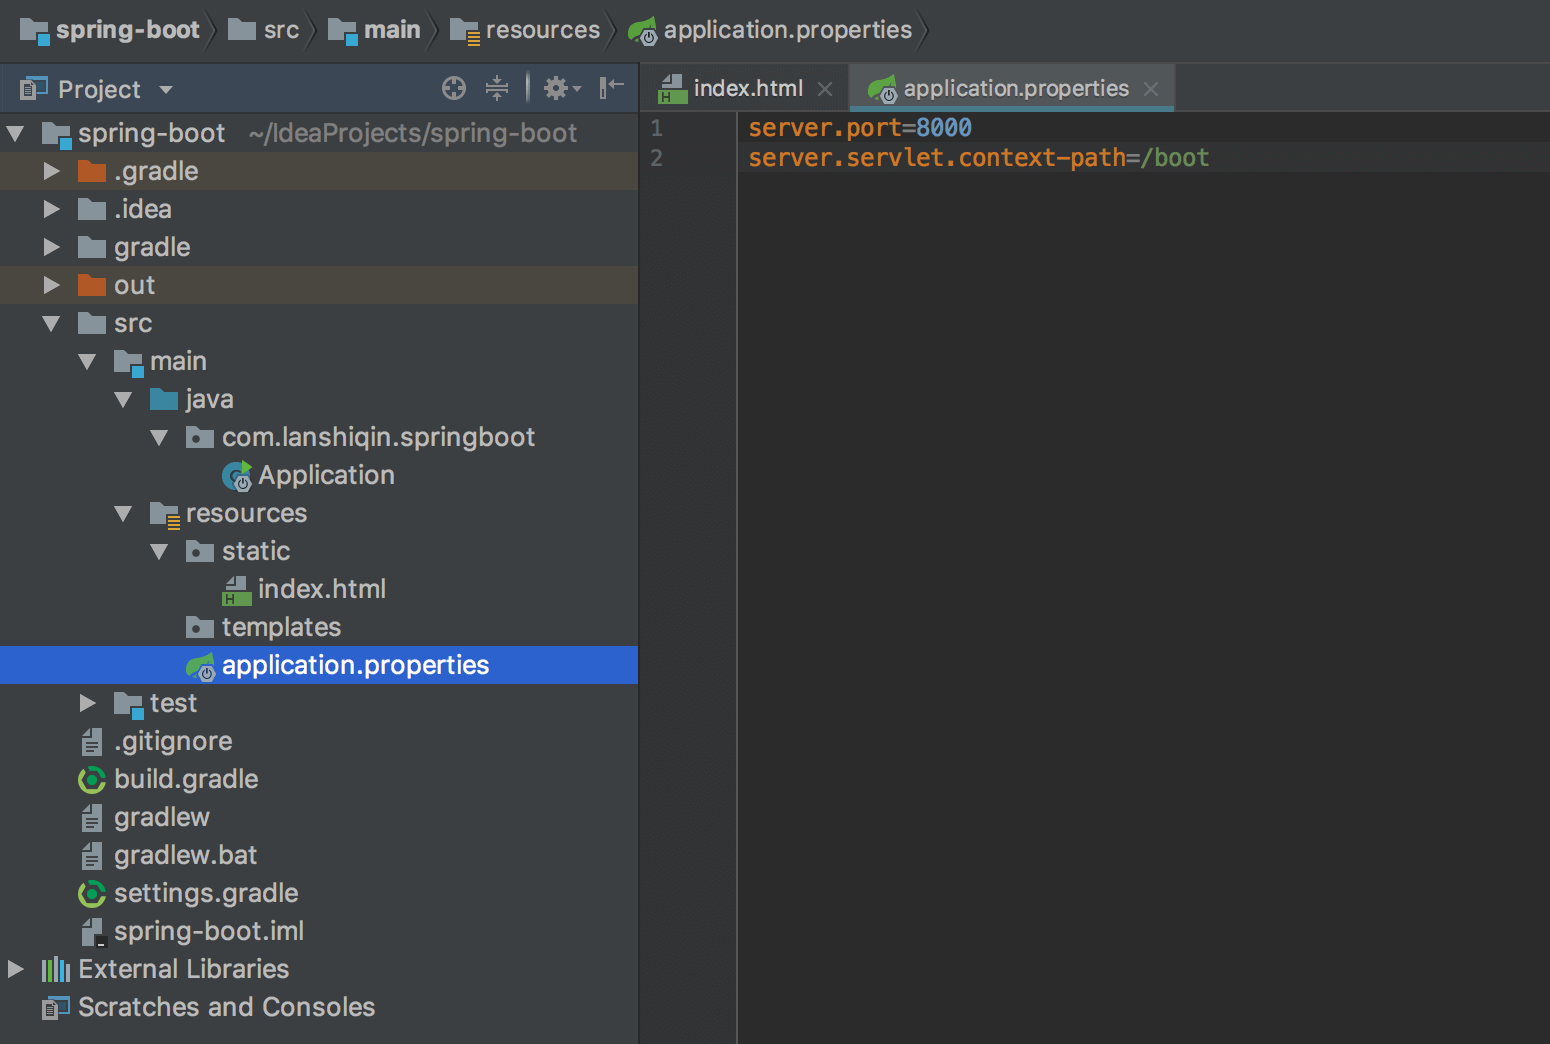 spring-boot src main resources application.properties
Project
index.html application.properties
spring-boot ~/IdeaProjects/spring-boot
.gradle
.idea
gradle
out
src
main
java
com.lanshiqin.springboot
Application
resources
static
index.html
templates
application.properties
test
.gitignore
build.gradle
gradlew
gradlew.bat
settings.gradle
spring-boot.iml
External Libraries
Scratches and Consoles
1 server.port=8000
2 server.servlet.context-path=/boot